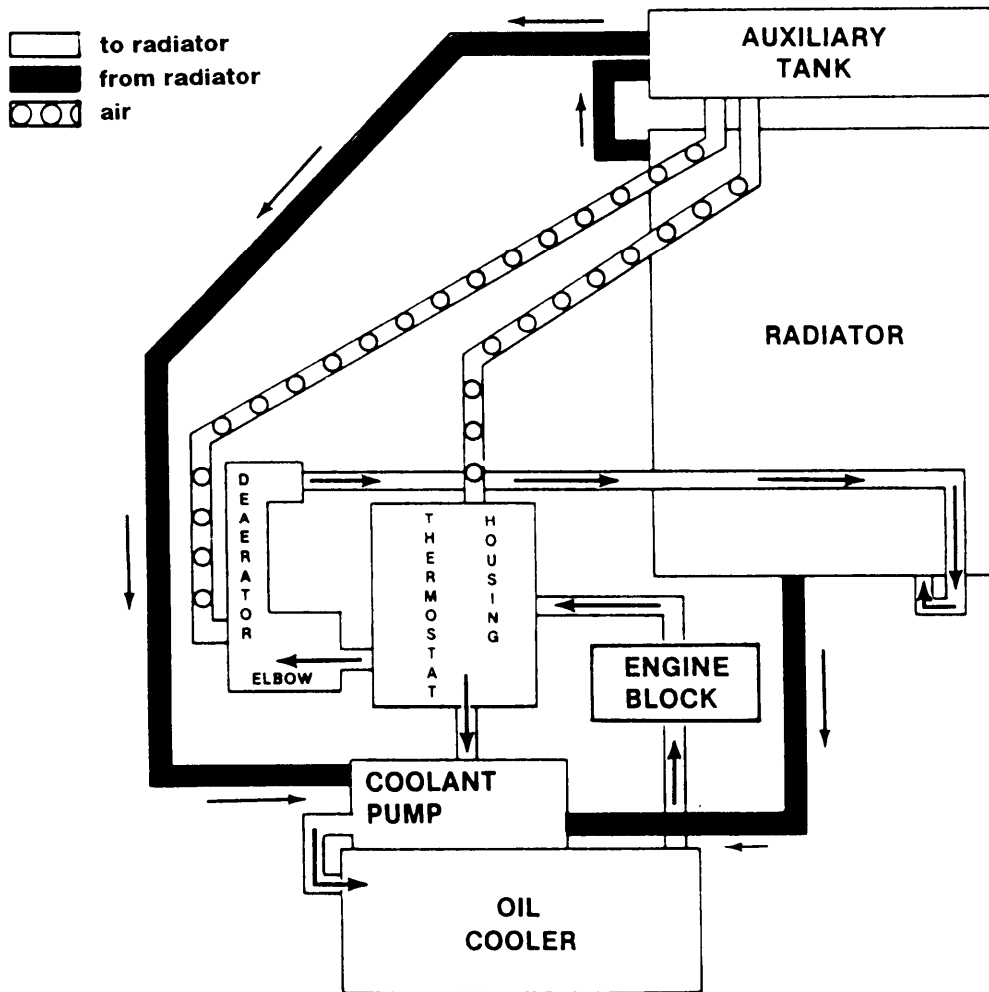 to radiator
from radiator
air
AUXILIARY
TANK
RADIATOR
DEAERATOR
ELBOW
THERMOSTAT
HOUSING
ENGINE
BLOCK
COOLANT
PUMP
OIL
COOLER